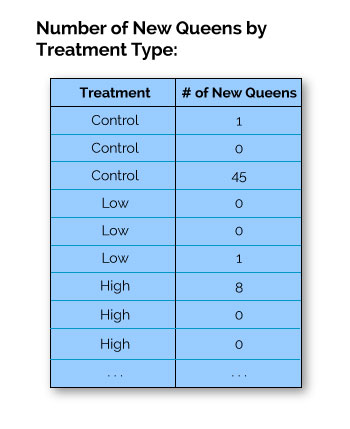 Number of New Queens by
Treatment Type:
Treatment # of New Queens
Control 1
Control 0
Control 45
Low 0
Low 0
Low 1
High 8
High 0
High 0
... ...